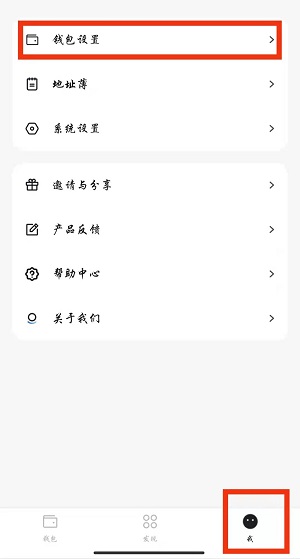 钱包设置
地址薄
系统设置
邀请与分享
产品反馈
帮助中心
关于我们
钱包
发现
我